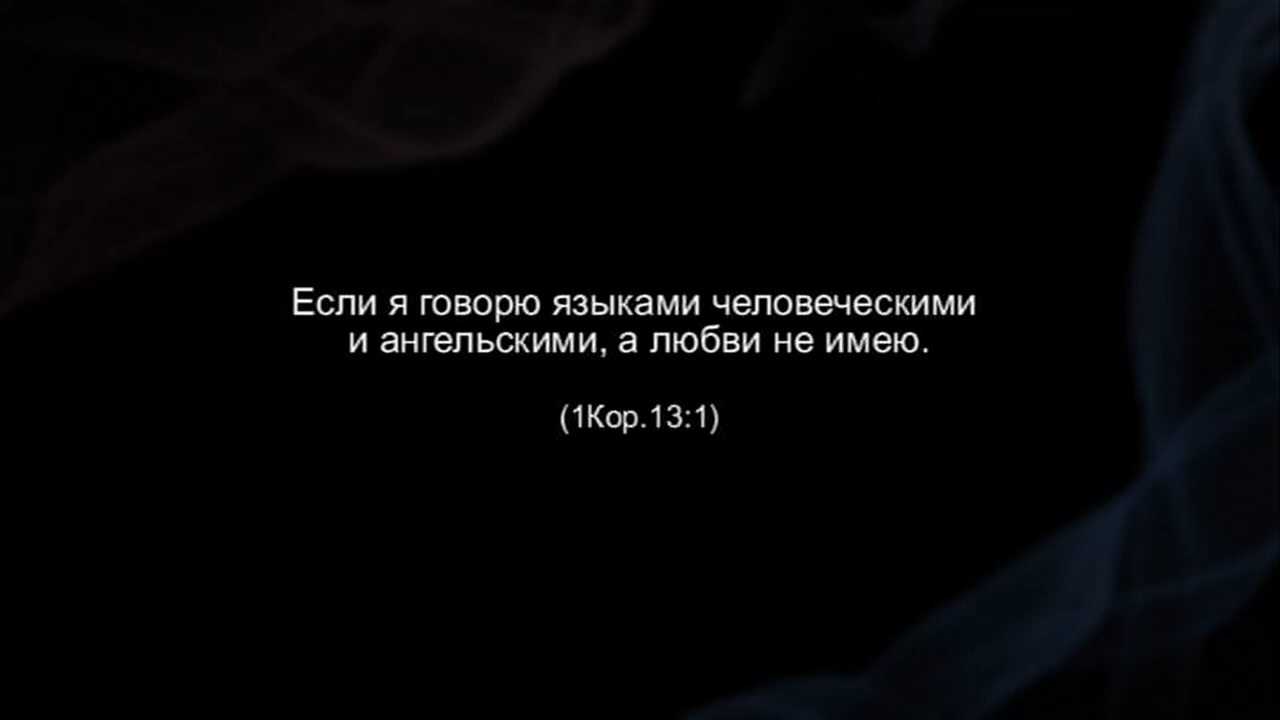 Если я говорю языками человеческими
и ангельскими, а любви не имею.
(1Кор.13:1)